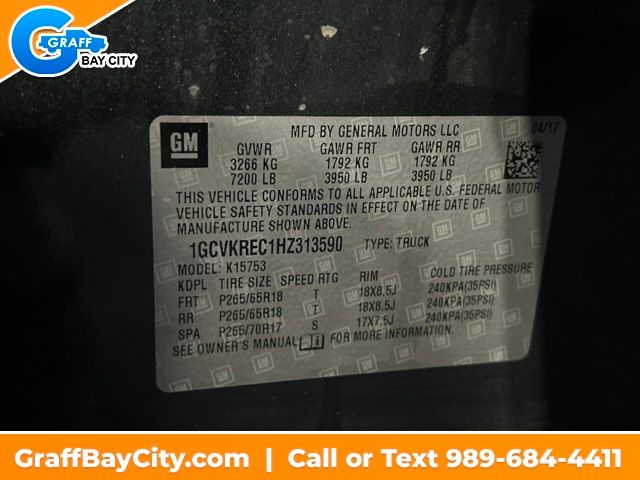 GRAFF
BAY CITY
GM
MFD BY GENERAL MOTORS LLC 04/17
GVWR GAWR FRT GAWR RR
3266 KG 1792 KG 1792 KG
7200 LB 3950 LB 3950 LB
THIS VEHICLE CONFORMS TO ALL APPLICABLE U.S. FEDERAL MOTOR
VEHICLE SAFETY STANDARDS IN EFFECT ON THE DATE OF
MANUFACTURE SHOWN ABOVE.
1GCVKREC1HZ313590 TYPE: TRUCK
MODEL: K15753
KDPL TIRE SIZE SPEED RTG RIM COLD TIRE PRESSURE
FRT P265/65R18 T 18X8.5J 240KPA(35PSI)
RR P265/65R18 T 18X8.5J 240KPA(35PSI)
SPA P265/70R17 S 17X7.5J 240KPA(35PSI)
SEE OWNER'S MANUAL i FOR MORE INFORMATION.
GraffBayCity.com | Call or Text 989-684-4411